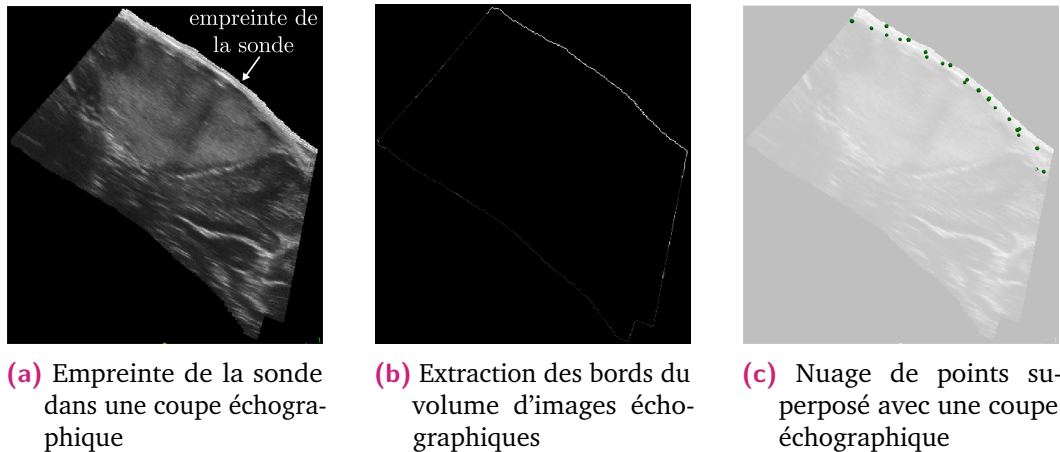 empreinte de
la sonde
(a) Empreinte de la sonde
dans une coupe échogra-
phique
(b) Extraction des bords du
volume d'images écho-
graphiques
(c) Nuage de points su-
perposé avec une coupe
échographique